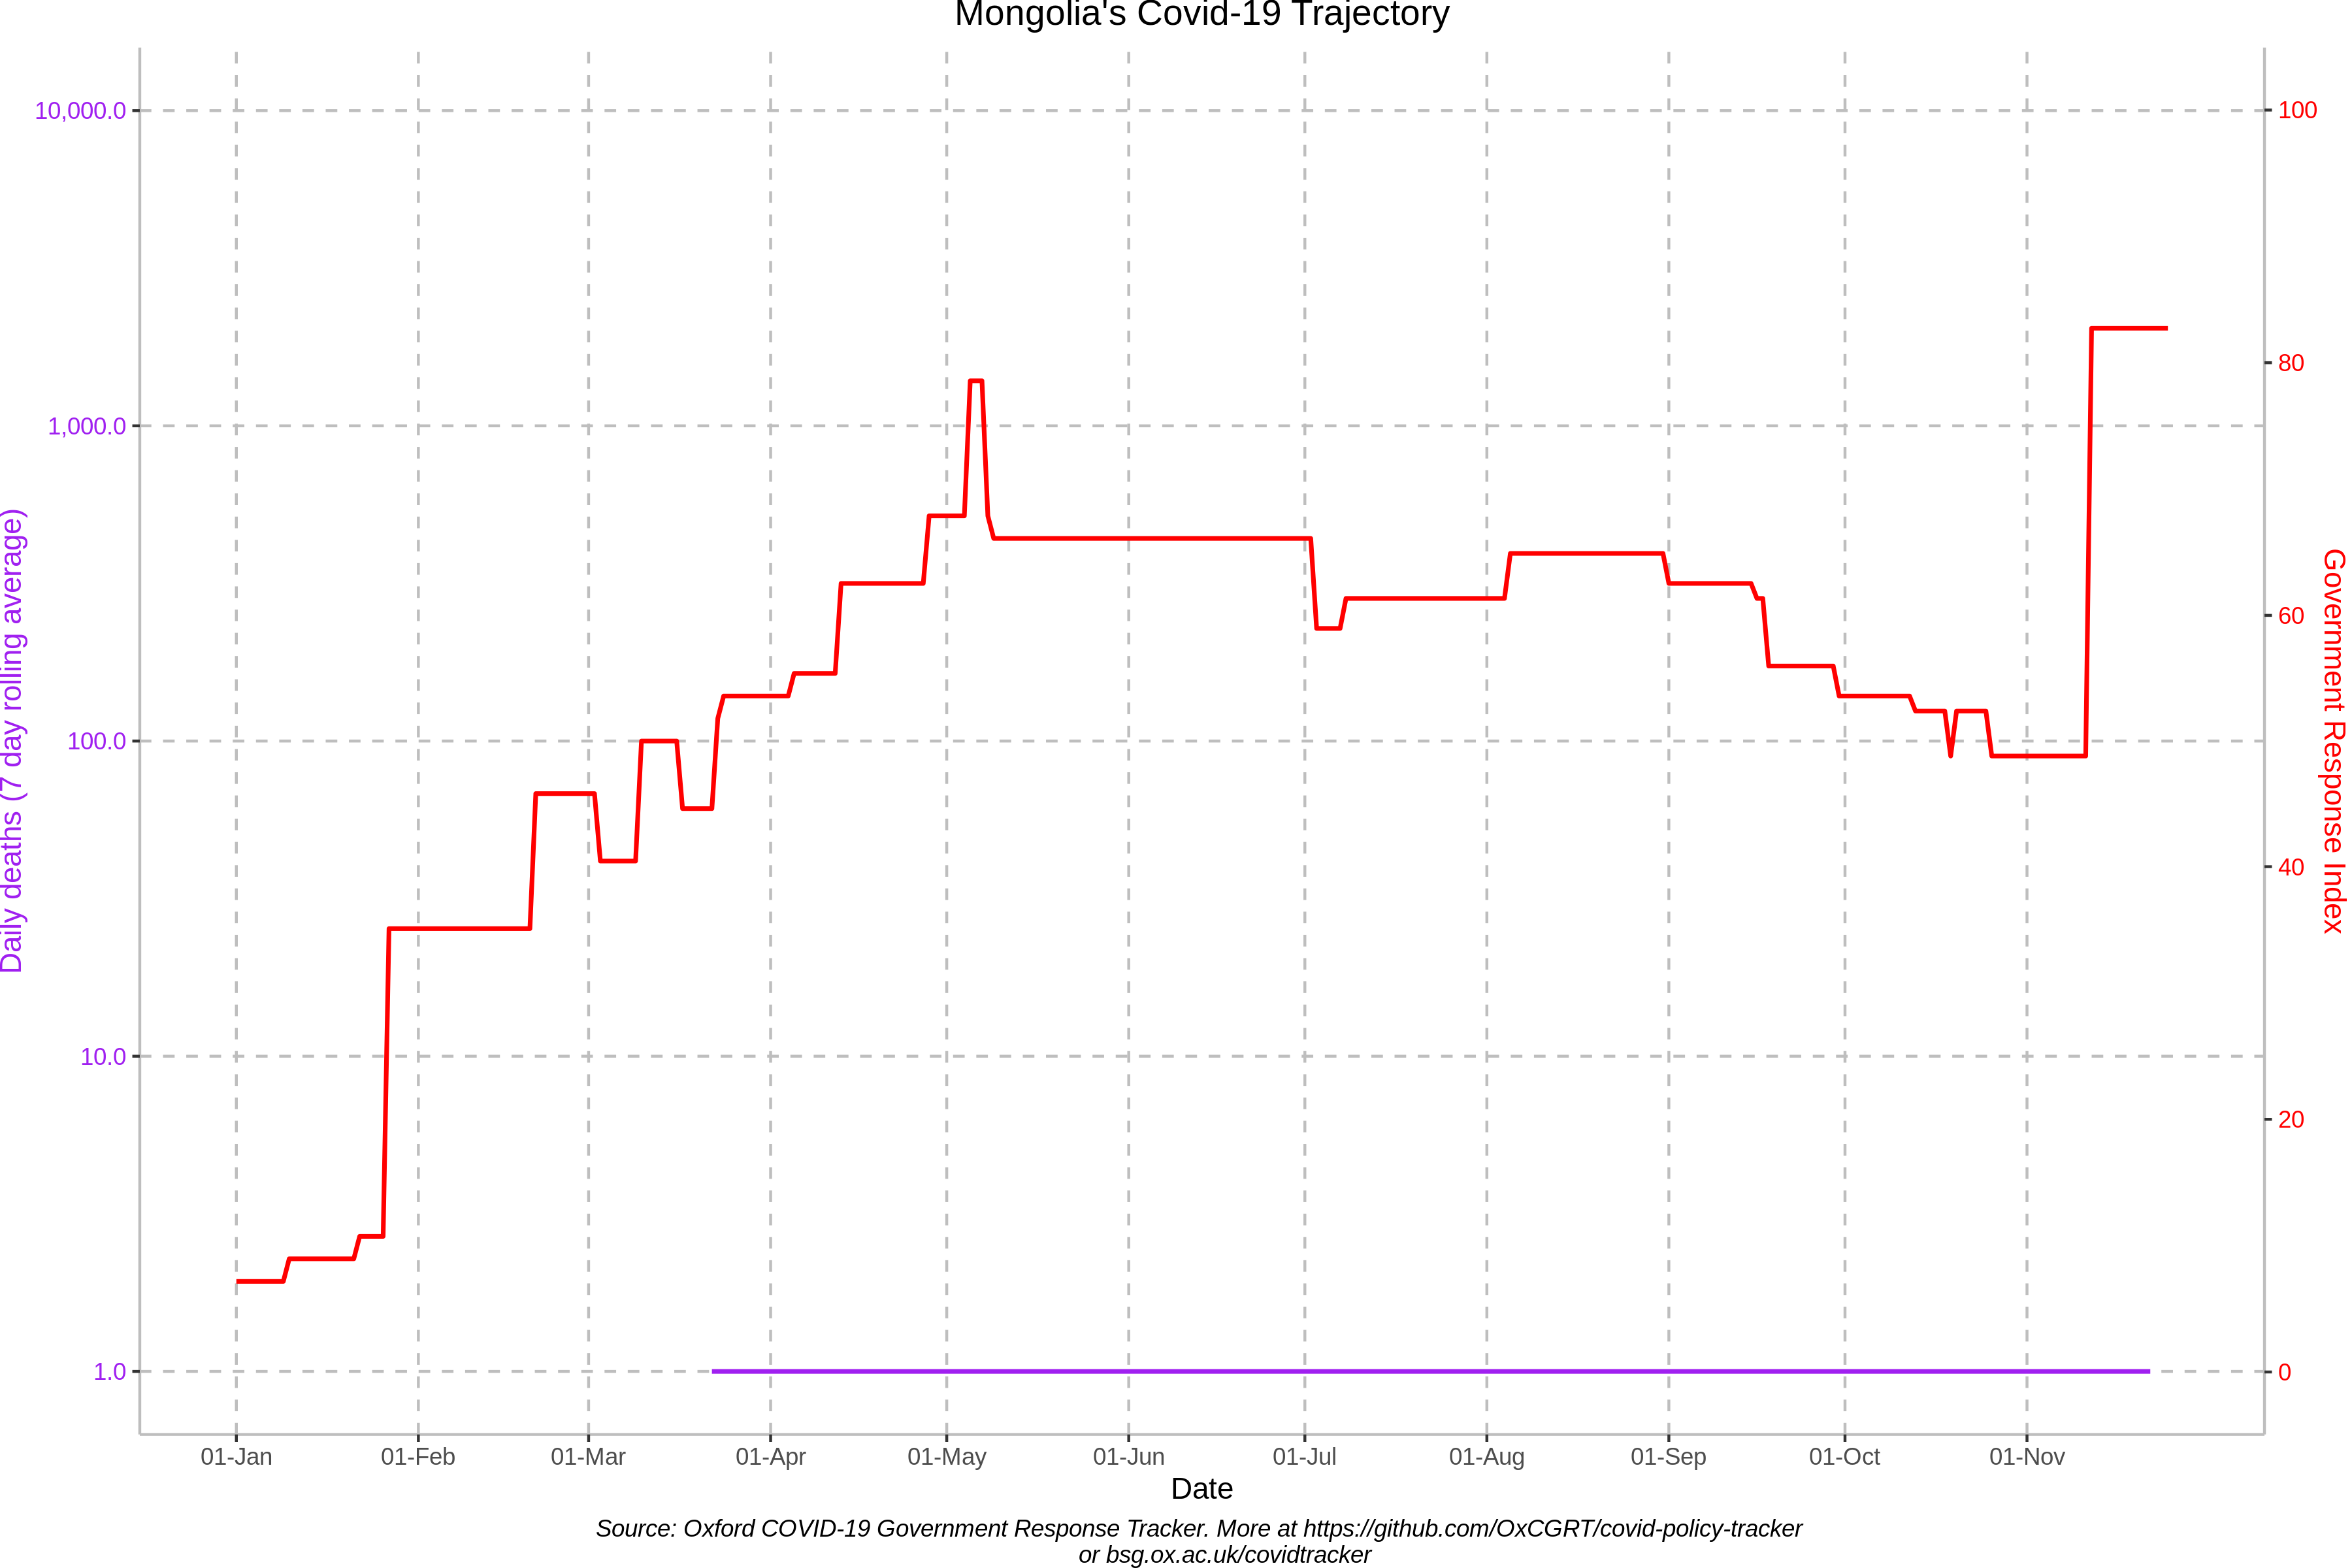 Mongolia's Covid-19 Trajectory
Daily deaths (7 day rolling average)
10,000.0
1,000.0
100.0
10.0
1.0
100
80
60
40
20
0
Government Response Index
01-Jan 01-Feb 01-Mar 01-Apr 01-May 01-Jun 01-Jul 01-Aug 01-Sep 01-Oct 01-Nov
Date
Source: Oxford COVID-19 Government Response Tracker. More at https://github.com/OxCGRT/covid-policy-tracker
or bsg.ox.ac.uk/covidtracker